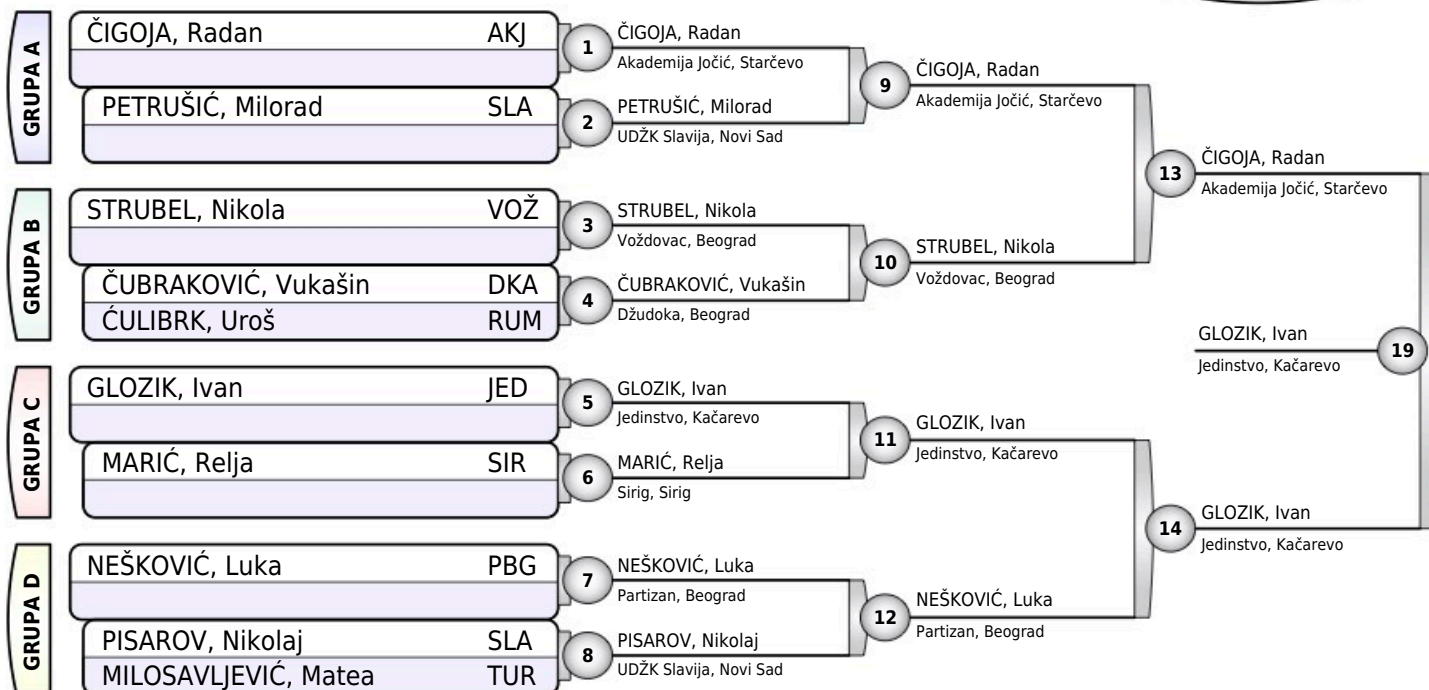 GRUPA A
ČIGOJA, Radan AKJ
PETRUŠIĆ, Milorad SLA
GRUPA B
STRUBEL, Nikola VOŽ
ČUBRAKOVIĆ, Vukašin DKA
ĆULIBRK, Uroš RUM
GRUPA C
GLOZIK, Ivan JED
MARIĆ, Relja SIR
GRUPA D
NEŠKOVIĆ, Luka PBG
PISAROV, Nikolaj SLA
MILOSAVLJEVIĆ, Matea TUR
1
ČIGOJA, Radan
Akademija Jočić, Starčevo
2
PETRUŠIĆ, Milorad
UDŽK Slavija, Novi Sad
3
STRUBEL, Nikola
Voždovac, Beograd
4
ČUBRAKOVIĆ, Vukašin
Džudoka, Beograd
5
GLOZIK, Ivan
Jedinstvo, Kačarevo
6
MARIĆ, Relja
Sirig, Sirig
7
NEŠKOVIĆ, Luka
Partizan, Beograd
8
PISAROV, Nikolaj
UDŽK Slavija, Novi Sad
9
ČIGOJA, Radan
Akademija Jočić, Starčevo
10
STRUBEL, Nikola
Voždovac, Beograd
11
GLOZIK, Ivan
Jedinstvo, Kačarevo
12
NEŠKOVIĆ, Luka
Partizan, Beograd
13
ČIGOJA, Radan
Akademija Jočić, Starčevo
14
GLOZIK, Ivan
Jedinstvo, Kačarevo
GLOZIK, Ivan
Jedinstvo, Kačarevo
19